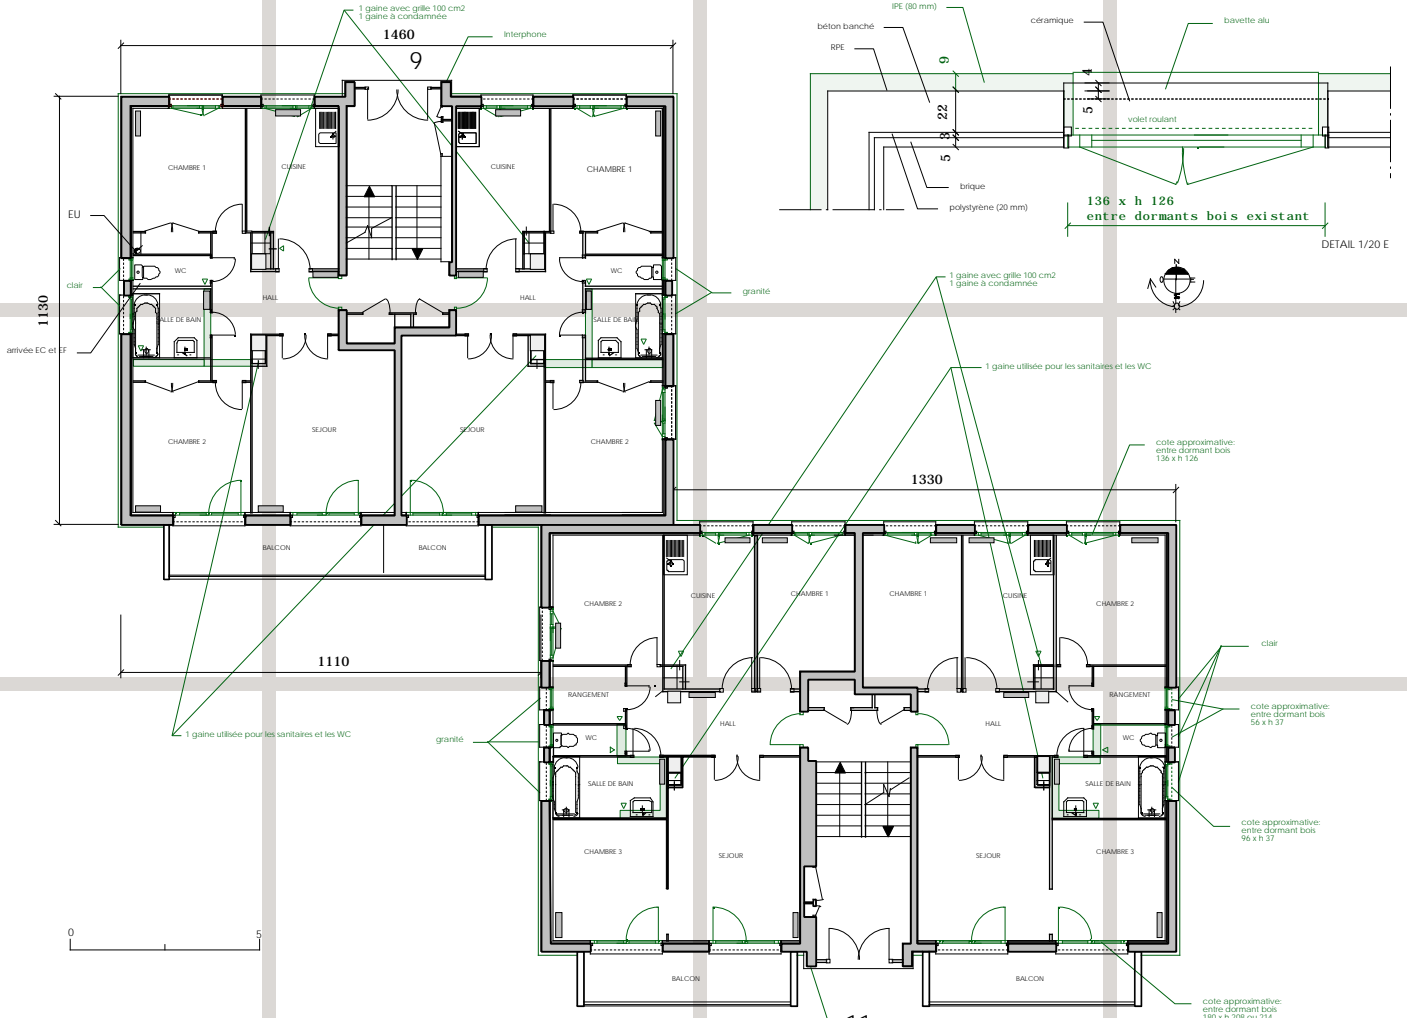 1 gaine avec grille 100 cm2
1 gaine à condamnée
1460
9
Interphone
CHAMBRE 1
CUISINE
CUISINE
CHAMBRE 1
EU
WC
WC
clair
HALL
HALL
granité
1130
SALLE DE BAIN
SALLE DE BAIN
arrivée EC et EF
CHAMBRE 2
SEJOUR
SEJOUR
CHAMBRE 2
BALCON
BALCON
1110
1 gaine utilisée pour les sanitaires et les WC
IPE (80 mm)
béton banché
RPE
céramique
bavette alu
9
22
3
5
4
5
volet roulant
brique
polystyrène (20 mm)
136 x h 126
entre dormants bois existant
DETAIL 1/20 E
N
O
E
S
1 gaine avec grille 100 cm2
1 gaine à condamnée
1 gaine utilisée pour les sanitaires et les WC
cote approximative:
entre dormant bois
136 x h 126
1330
CHAMBRE 2
CUISINE
CHAMBRE 1
CHAMBRE 1
CUISINE
CHAMBRE 2
clair
RANGEMENT
RANGEMENT
cote approximative:
entre dormant bois
56 x h 37
granité
WC
HALL
HALL
WC
SALLE DE BAIN
SALLE DE BAIN
cote approximative:
entre dormant bois
96 x h 37
CHAMBRE 3
SEJOUR
SEJOUR
CHAMBRE 3
BALCON
BALCON
cote approximative:
entre dormant bois
180 x h 208 ou 214
0
5
11